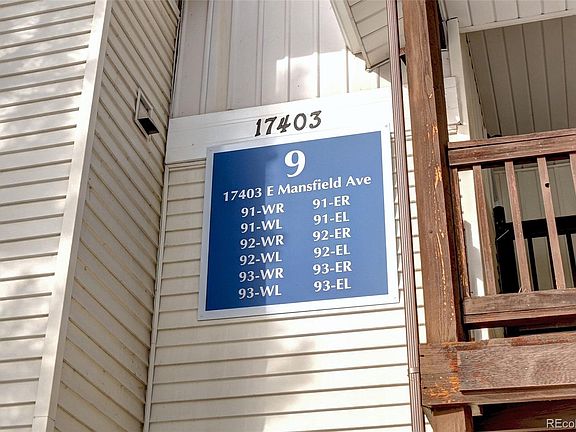 17403
9
17403 E Mansfield Ave
91-WR 91-ER
91-WL 91-EL
92-WR 92-ER
92-WL 92-EL
93-WR 93-ER
93-WL 93-EL